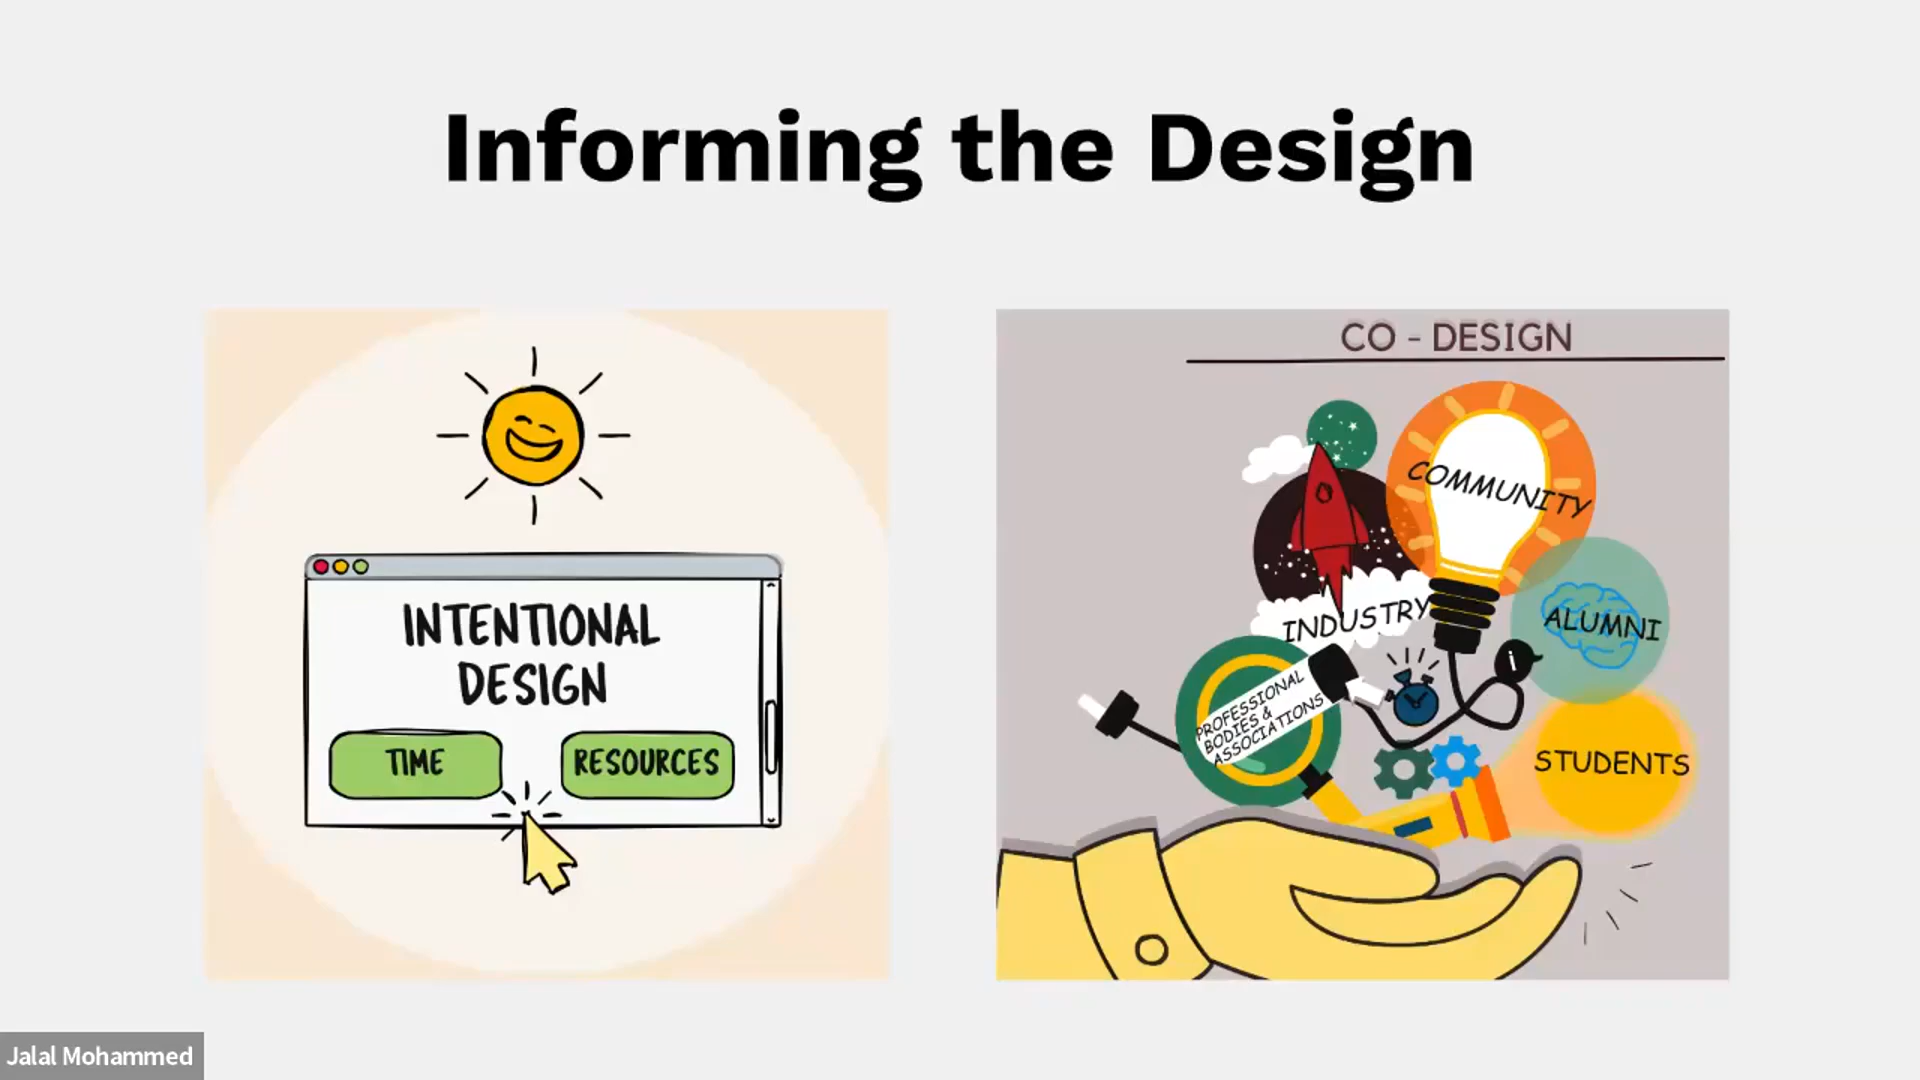 Informing the Design
INTENTIONAL
DESIGN
TIME
RESOURCES
CO - DESIGN
COMMUNITY
INDUSTRY
ALUMNI
PROFESSIONAL
BODIES &
ASSOCIATIONS
STUDENTS
i
Jalal Mohammed